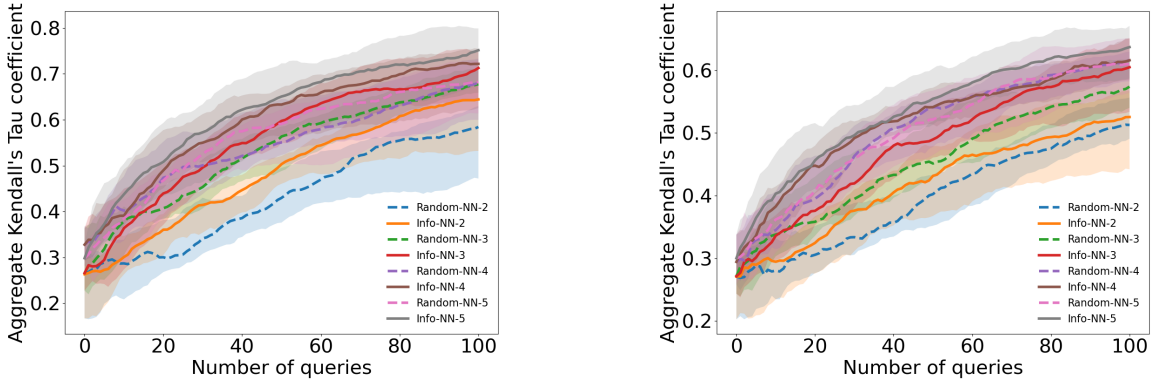 Aggregate Kendall's Tau coefficient
0.8
0.7
0.6
0.5
0.4
0.3
0.2
0 20 40 60 80 100
Number of queries
Random-NN-2
Info-NN-2
Random-NN-3
Info-NN-3
Random-NN-4
Info-NN-4
Random-NN-5
Info-NN-5
Aggregate Kendall's Tau coefficient
0.6
0.5
0.4
0.3
0.2
0 20 40 60 80 100
Number of queries
Random-NN-2
Info-NN-2
Random-NN-3
Info-NN-3
Random-NN-4
Info-NN-4
Random-NN-5
Info-NN-5